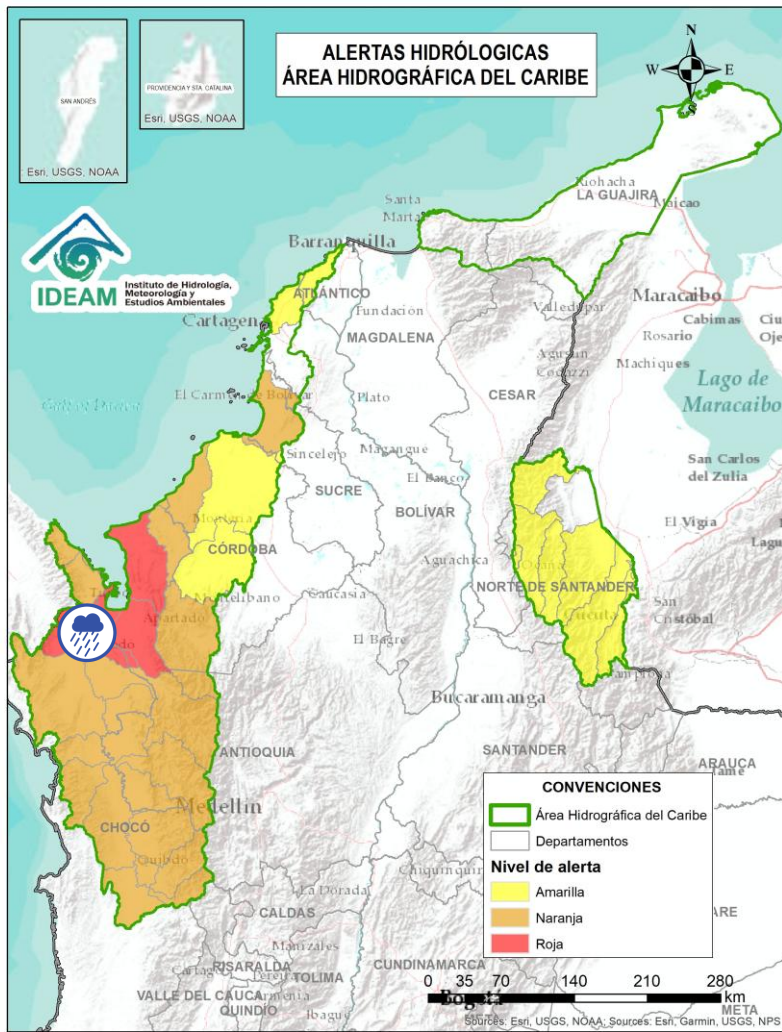 ALERTAS HIDRÓLOGICAS
ÁREA HIDROGRÁFICA DEL CARIBE
N
W E
S
SAN ANDRÉS
Esri, USGS, NOAA
PROVIDENCIA Y STA. CATALINA
Esri, USGS, NOAA
IDEAM
Instituto de Hidrología,
Meteorología y
Estudios Ambientales
Riohacha
LA GUAJIRA
Maicao
Santa
Marta
Barranquilla
ATLÁNTICO
Cartagena
Fundación
MAGDALENA
Valledupar
Maracaibo
Cabimas
Rosario
Machiques
Agustín
Codazzi
CESAR
Lago de
Maracaibo
El Carmen de Bolívar
Plato
Sincelejo
Magangue
El Banco
SUCRE
BOLÍVAR
San Carlos
del Zulia
El Vigía
Montería
CÓRDOBA
Aguachica
Ocaña
NORTE DE SANTANDER
Montelíbano
Caucasia
Cúcuta
San
Cristóbal
Apartadó
El Bagre
Pamplona
Bucaramanga
ANTIOQUIA
SANTANDER
ARAUCA
Medellín
CHOCÓ
Quibdó
La Dorada
CALDAS
Manizales
RISARALDA
Pereira
TOLIMA
CUNDINAMARCA
VALLE DEL CAUCA
Armenia
QUINDÍO
Ibague
Bogotá
META
META
CONVENCIONES
Área Hidrográfica del Caribe
Departamentos
Nivel de alerta
Amarilla
Naranja
Roja
0 35 70 140 210 280
km
Sources: Esri, USGS, NOAA; Sources: Esri, Garmin, USGS, NPS